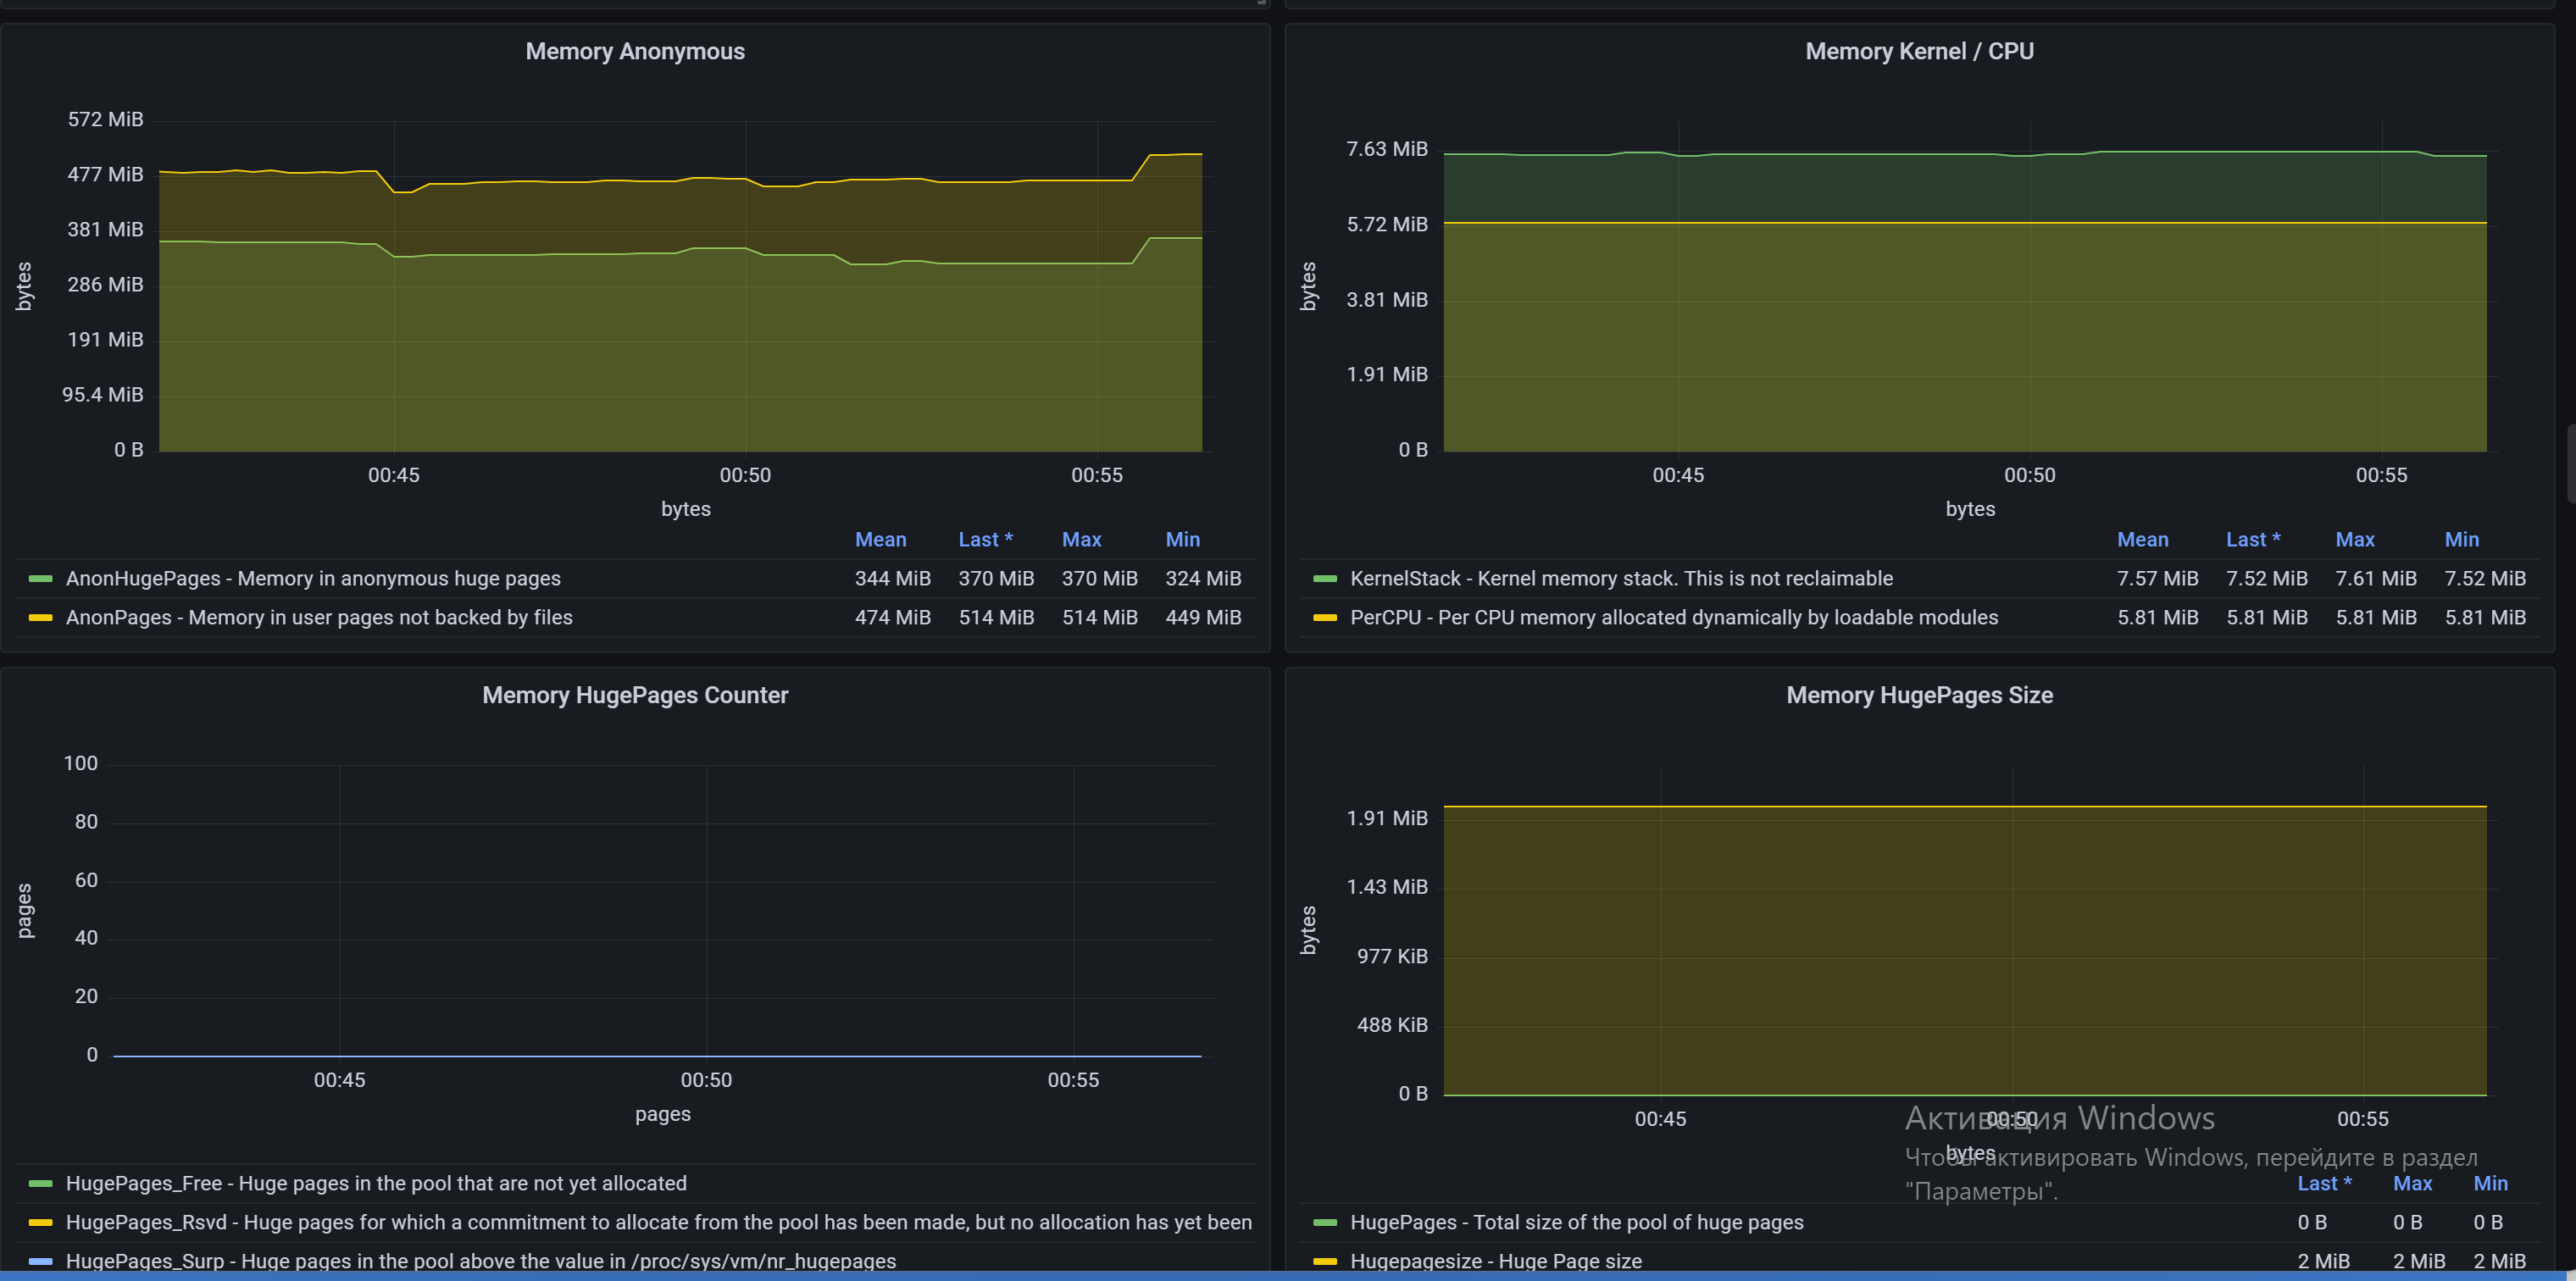 Memory Anonymous
572 MiB
477 MiB
381 MiB
286 MiB
191 MiB
95.4 MiB
0 B
bytes
00:45 00:50 00:55
bytes
Mean Last * Max Min
AnonHugePages - Memory in anonymous huge pages 344 MiB 370 MiB 370 MiB 324 MiB
AnonPages - Memory in user pages not backed by files 474 MiB 514 MiB 514 MiB 449 MiB
Memory Kernel / CPU
7.63 MiB
5.72 MiB
3.81 MiB
1.91 MiB
0 B
bytes
00:45 00:50 00:55
bytes
Mean Last * Max Min
KernelStack - Kernel memory stack. This is not reclaimable 7.57 MiB 7.52 MiB 7.61 MiB 7.52 MiB
PerCPU - Per CPU memory allocated dynamically by loadable modules 5.81 MiB 5.81 MiB 5.81 MiB 5.81 MiB
Memory HugePages Counter
100
80
60
40
20
0
pages
00:45 00:50 00:55
pages
HugePages_Free - Huge pages in the pool that are not yet allocated
HugePages_Rsvd - Huge pages for which a commitment to allocate from the pool has been made, but no allocation has yet been
HugePages_Surp - Huge pages in the pool above the value in /proc/sys/vm/nr_hugepages
Memory HugePages Size
1.91 MiB
1.43 MiB
977 KiB
488 KiB
0 B
bytes
00:45 00:50 00:55
bytes
Last * Max Min
HugePages - Total size of the pool of huge pages 0 B 0 B 0 B
Hugepagesize - Huge Page size 2 MiB 2 MiB 2 MiB
Активация Windows
Чтобы активировать Windows, перейдите в раздел
"Параметры".